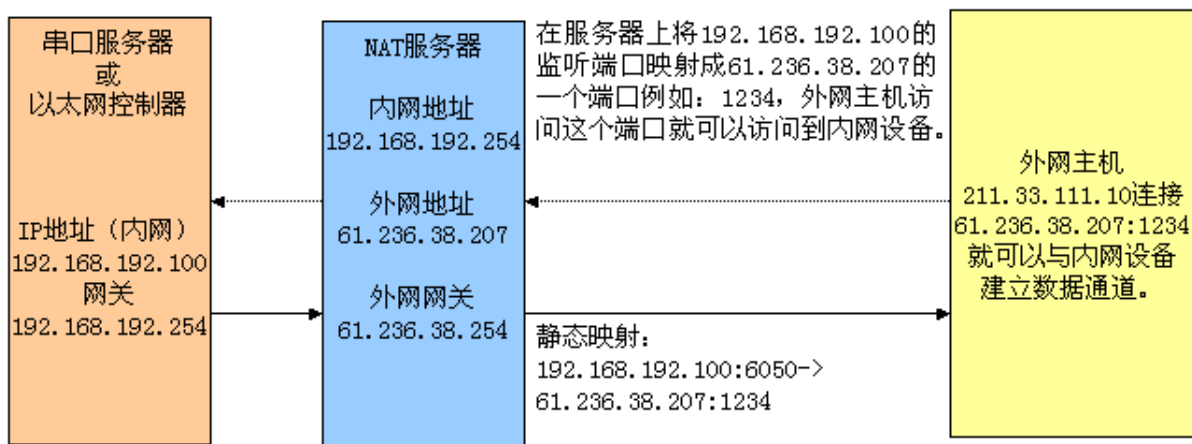 串口服务器
或
以太网控制器
IP地址（内网）
192.168.192.100
网关
192.168.192.254
NAT服务器
内网地址
192.168.192.254
外网地址
61.236.38.207
外网网关
61.236.38.254
在服务器上将192.168.192.100的
监听端口映射成61.236.38.207的
一个端口例如：1234，外网主机访
问这个端口就可以访问到内网设备。
静态映射：
192.168.192.100:6050->
61.236.38.207:1234
外网主机
211.33.111.10连接
61.236.38.207:1234
就可以与内网设备
建立数据通道。